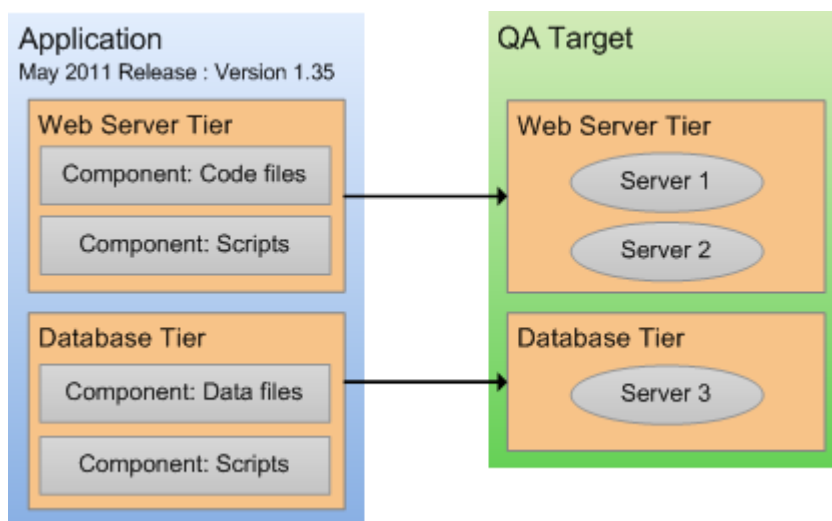 Application
May 2011 Release : Version 1.35
Web Server Tier
Component: Code files
Component: Scripts
Database Tier
Component: Data files
Component: Scripts
QA Target
Web Server Tier
Server 1
Server 2
Database Tier
Server 3